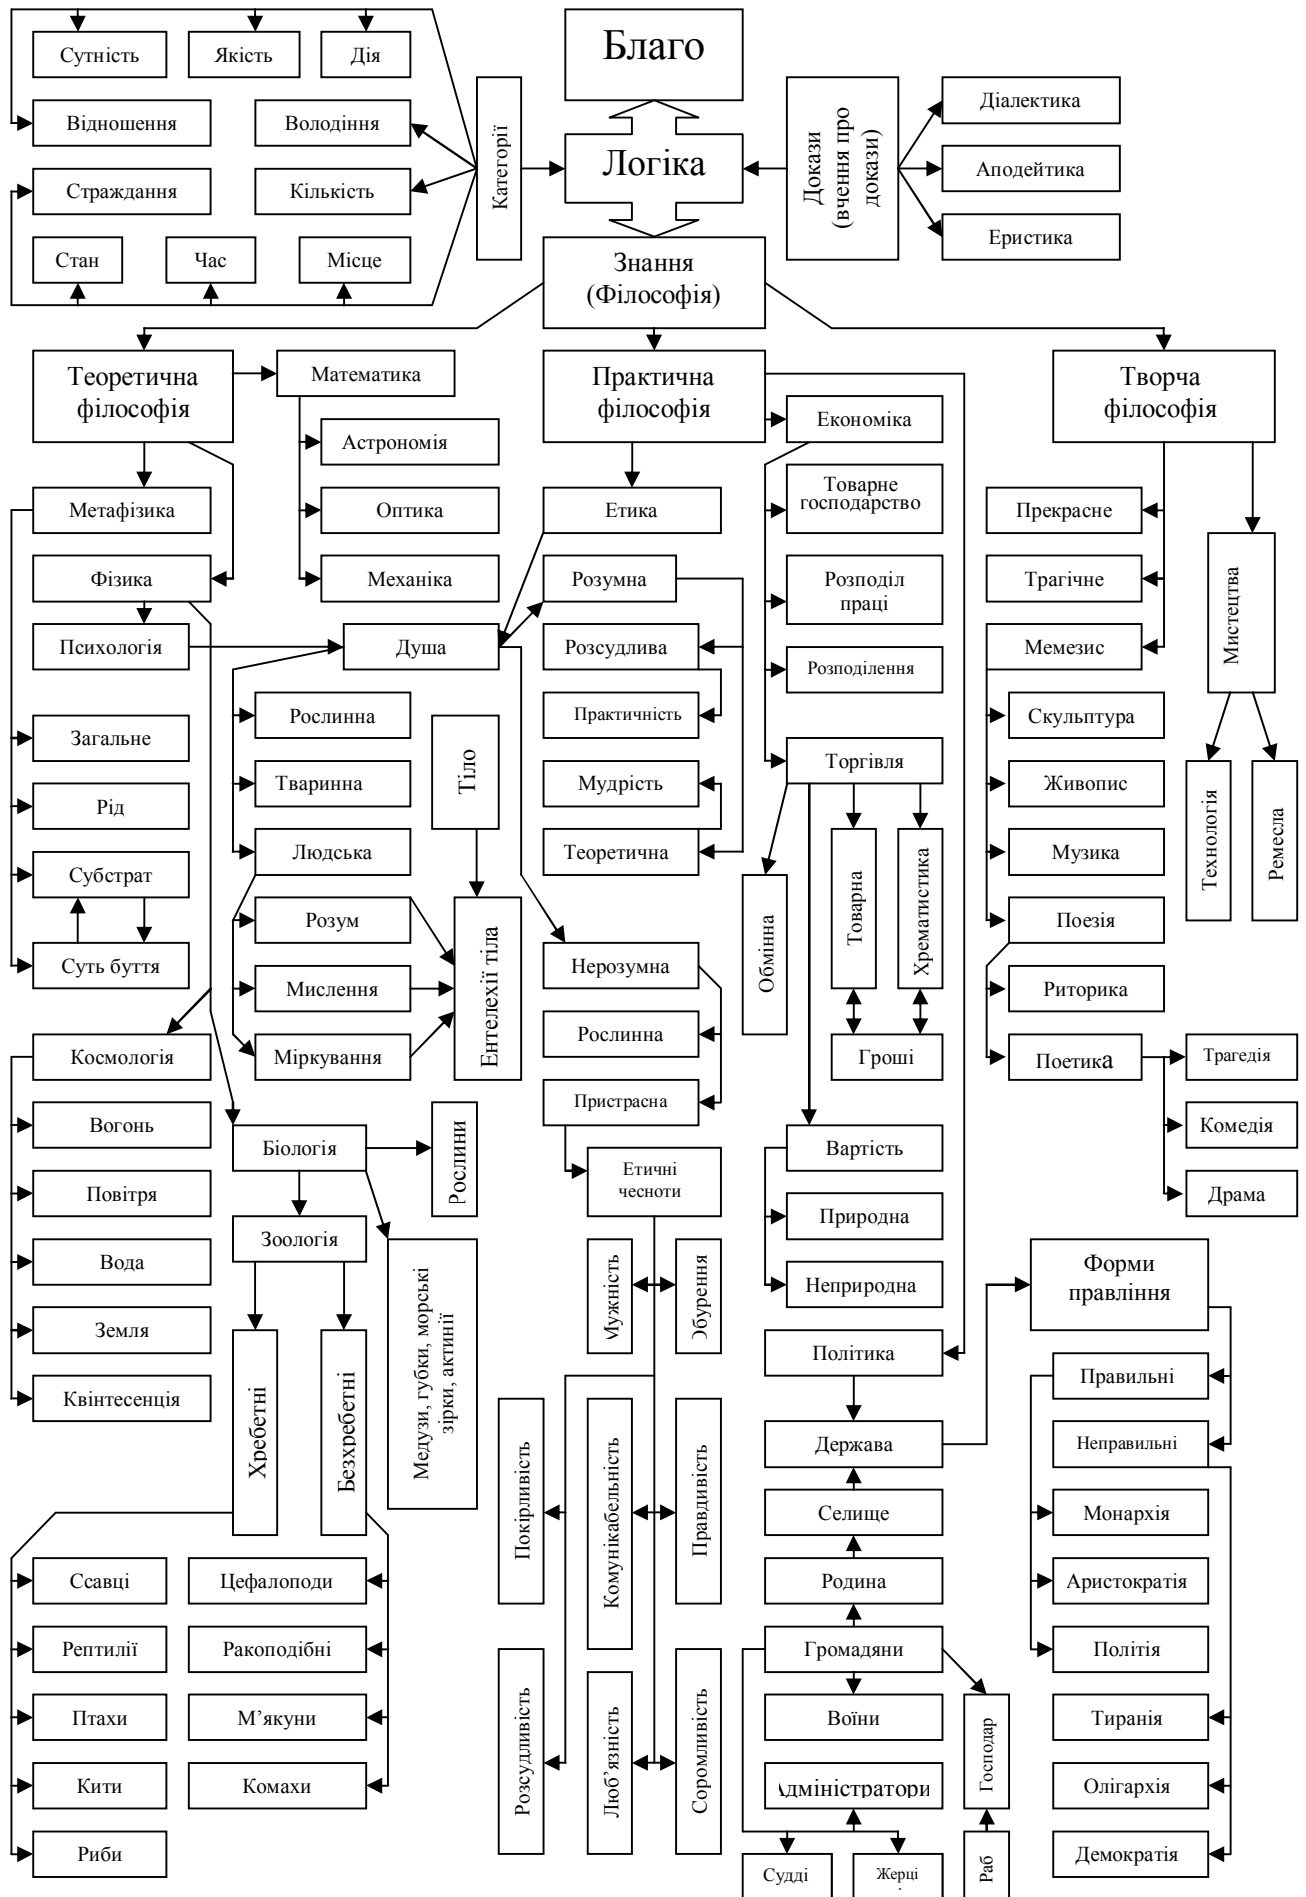 Благо
Сутність
Якість
Дія
Категорії
Докази
(вчення про
докази)
Діалектика
Відношення
Володіння
Логіка
Аподейтика
Страждання
Кількість
Еристика
Стан
Час
Місце
Знання
(Філософія)
Теоретична
філософія
Математика
Практична
філософія
Творча
філософія
Економіка
Астрономія
Метафізика
Оптика
Етика
Товарне
господарство
Прекрасне
Фізика
Механіка
Розумна
Розподіл
праці
Трагічне
Мистецтва
Психологія
Душа
Розсудлива
Розподілення
Мемезис
Рослинна
Тіло
Практичність
Скульптура
Загальне
Тваринна
Мудрість
Торгівля
Живопис
Технологія
Ремесла
Рід
Людська
Теоретична
Музика
Субстрат
Обмінна
Товарна
Хрематистика
Розум
Ентелехії тіла
Поезія
Суть буття
Нерозумна
Мислення
Риторика
Космологія
Міркування
Рослинна
Гроші
Поетика
Трагедія
Пристрасна
Вогонь
Біологія
Рослини
Вартість
Комедія
Етичні
чесноти
Повітря
Природна
Драма
Зоологія
Медузи, губки, морські
зірки, актинії
Вода
Мужність
Обурення
Неприродна
Форми
правління
Земля
Хребетні
Безхребетні
Політика
Правильні
Квінтесенція
Покірливість
Комунікабельність
Правдивість
Держава
Неправильні
Селище
Монархія
Ссавці
Цефалоподи
Родина
Аристократія
Рептилії
Ракоподібні
Громадяни
Політія
Розсудливість
Люб’язність
Соромливість
Птахи
М’якуни
Воїни
Господар
Тиранія
Кити
Комахи
Адміністратори
Олігархія
Риби
Судді
Жерці
Раб
Демократія